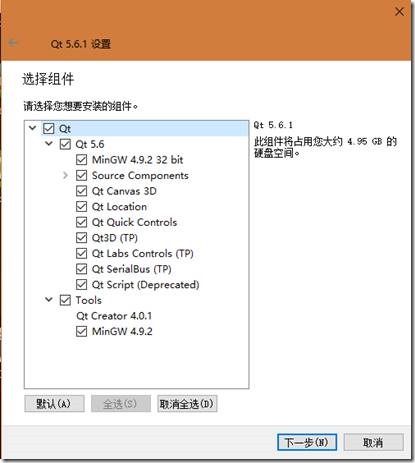 Qt 5.6.1 设置
选择组件
请选择您想要安装的组件。
Qt
Qt 5.6
MinGW 4.9.2 32 bit
Source Components
Qt Canvas 3D
Qt Location
Qt Quick Controls
Qt3D (TP)
Qt Labs Controls (TP)
Qt SerialBus (TP)
Qt Script (Deprecated)
Tools
Qt Creator 4.0.1
MinGW 4.9.2
Qt 5.6.1
此组件将占用您大约 4.95 GB 的
硬盘空间。
默认(A)
全选(S)
取消全选(D)
下一步(N)
取消